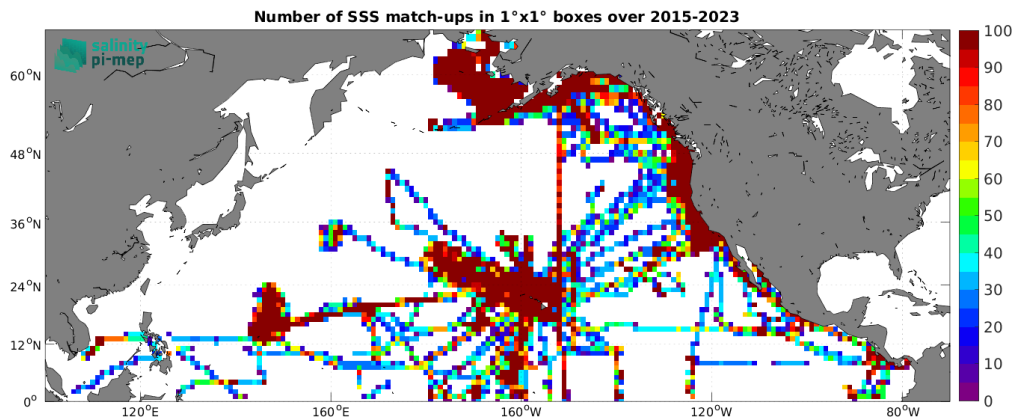 Number of SSS match-ups in 1°x1° boxes over 2015-2023
salinity
pi-mep
60°N
48°N
36°N
24°N
12°N
0°
120°E
160°E
160°W
120°W
80°W
100
90
80
70
60
50
40
30
20
10
0